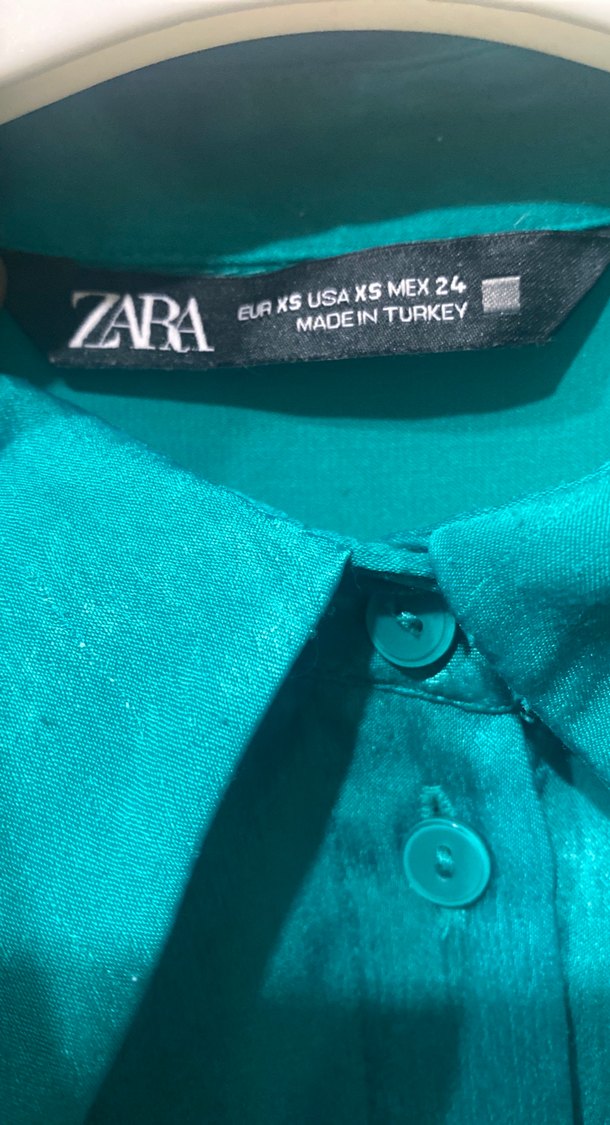 ZARA
EUR XS USA XS MEX 24
MADE IN TURKEY